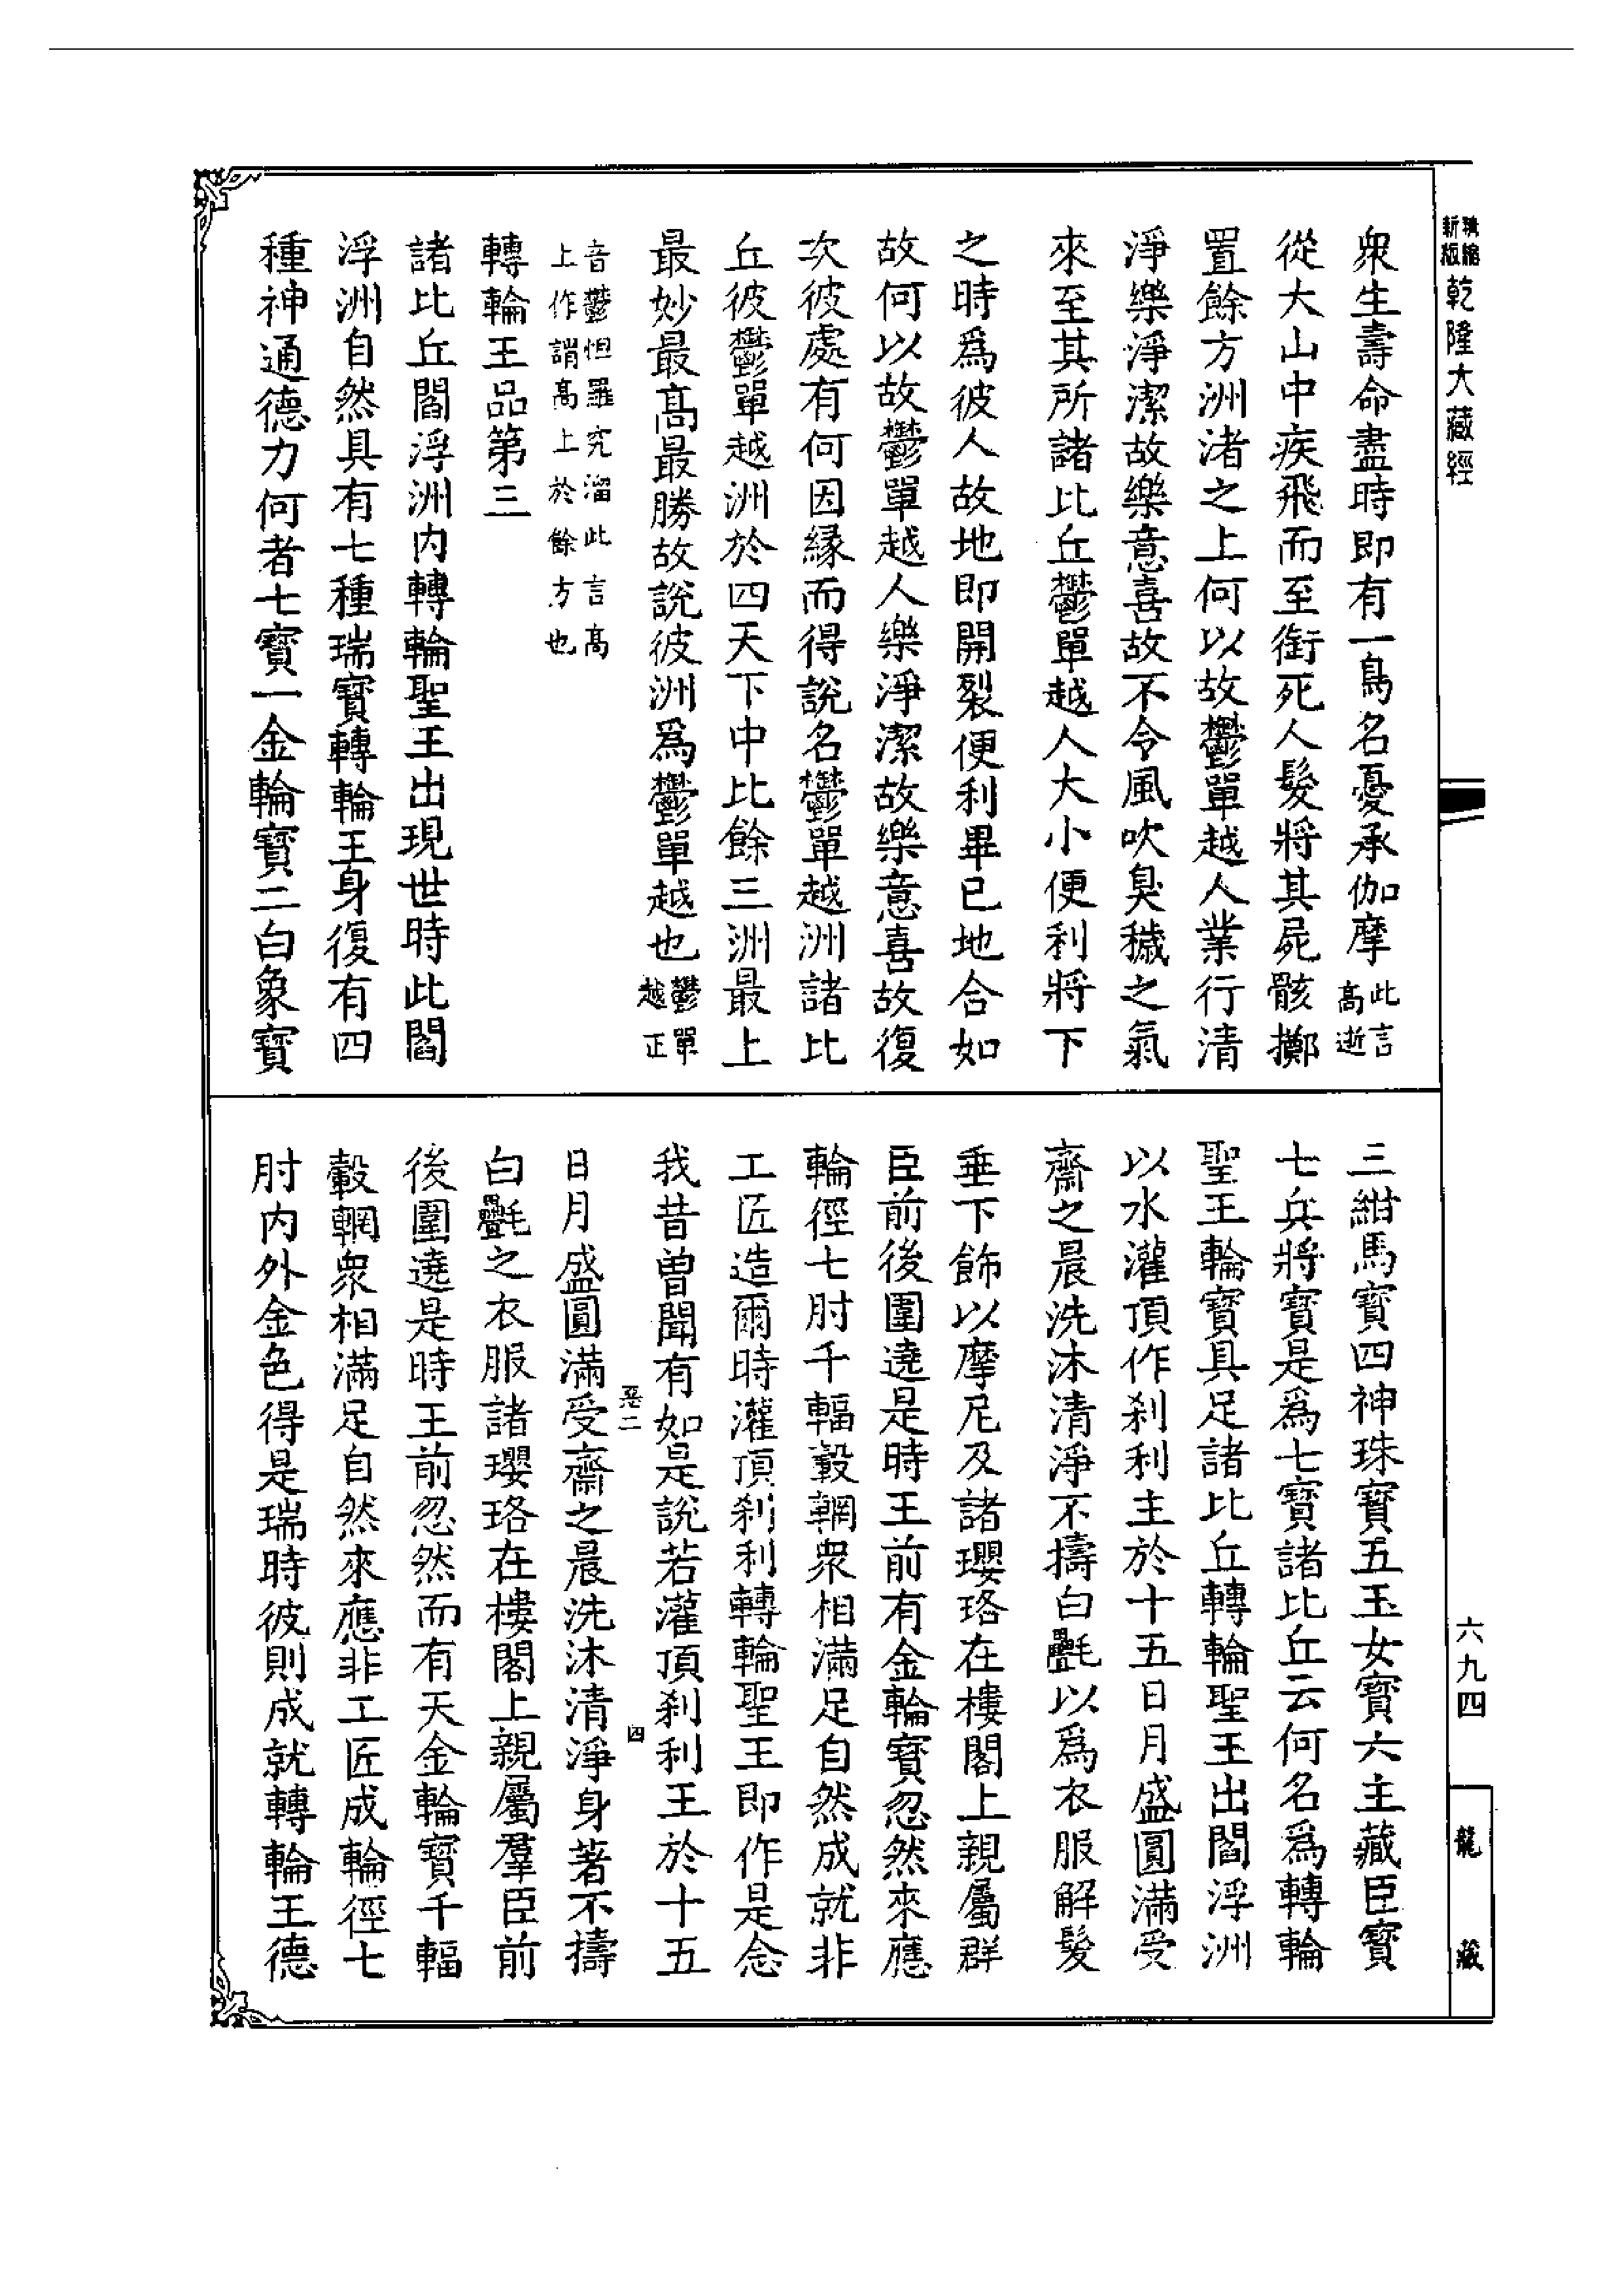 精縮新版 乾隆大藏經
眾生壽命盡時即有一鳥名憂承伽摩此言高逝
從大山中疾飛而至銜死人髮將其屍骸擲
置餘方洲渚之上何以故鬱單越人業行清
淨樂淨潔故樂意喜故不令風吹臭穢之氣
來至其所諸比丘鬱單越人大小便利將下
之時爲彼人故地即開裂便利畢已地合如
故何以故鬱單越人樂淨潔故樂意喜故復
次彼處有何因緣而得說名鬱單越洲諸比
丘彼鬱單越洲於四天下中比餘三洲最上
最妙最髙最勝故說彼洲爲鬱單越也鬱單越正
音鬱怛羅究溜此言髙上作謂髙上於餘方也
轉輪王品第三
諸比丘閻浮洲内轉輪聖王出現世時此閻
浮洲自然具有七種瑞寶轉輪王身復有四
種神通德力何者七寶一金輪寶二白象寶
三紺馬寶四神珠寶五玉女寶六主藏臣寶
七兵將寶是爲七寶諸比丘云何名爲轉輪
聖王輪寶具足諸比丘轉輪聖王出閻浮洲
以水灌頂作刹利主於十五日月盛圓滿受
齋之晨洗沐清淨不擣白㲲以爲衣服解髮
垂下飾以摩尼及諸瓔珞在樓閣上親屬群
臣前後圍遶是時王前有金輪寶忽然來應
輪徑七肘千輻轂輞眾相滿足自然成就非
工匠造爾時灌頂刹利轉輪聖王即作是念
我昔曾聞有如是說若灌頂刹利王於十五
惡二 四
日月盛圓滿受齋之晨洗沐清淨身著不擣
白㲲之衣服諸瓔珞在樓閣上親屬羣臣前
後圍遶是時王前忽然而有天金輪寶千輻
轂輞眾相滿足自然來應非工匠成輪徑七
肘内外金色得是瑞時彼則成就轉輪王德
六九四
龍藏